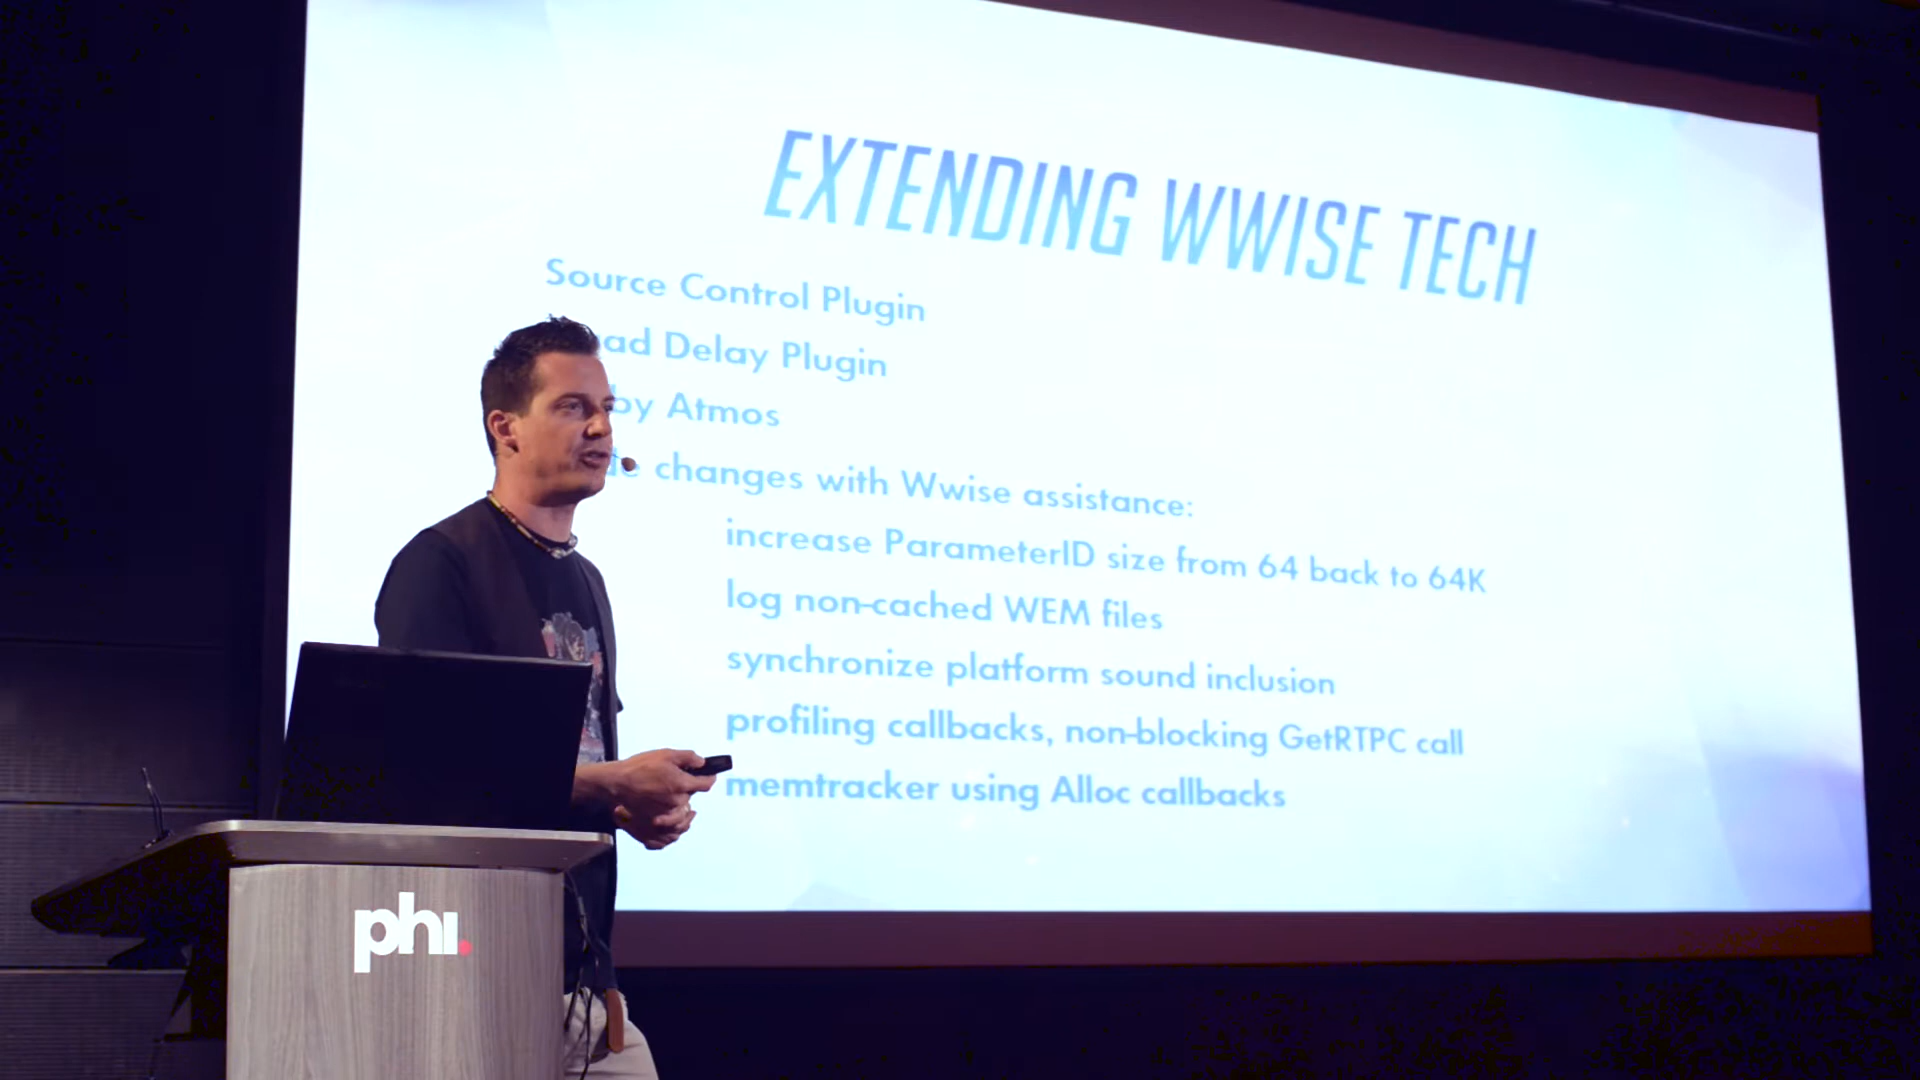 EXTENDING WWISE TECH
Source Control Plugin
Delay Plugin
Atmos
changes with Wwise assistance:
increase ParameterID size from 64 back to 64K
log non-cached WEM files
synchronize platform sound inclusion
profiling callbacks, non-blocking GetRTPC call
memtracker using Alloc callbacks
phi.